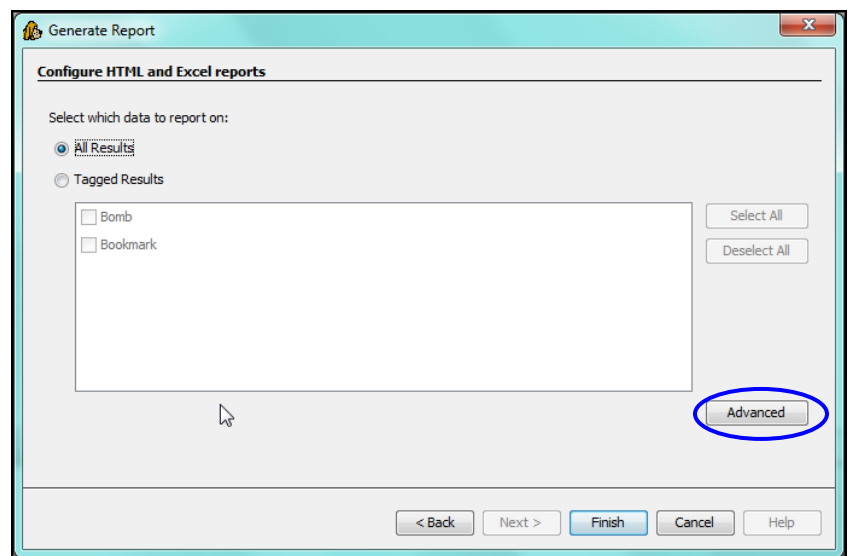 Generate Report
Configure HTML and Excel reports
Select which data to report on:
All Results
Tagged Results
Bomb
Select All
Bookmark
Deselect All
Advanced
< Back Next > Finish Cancel Help